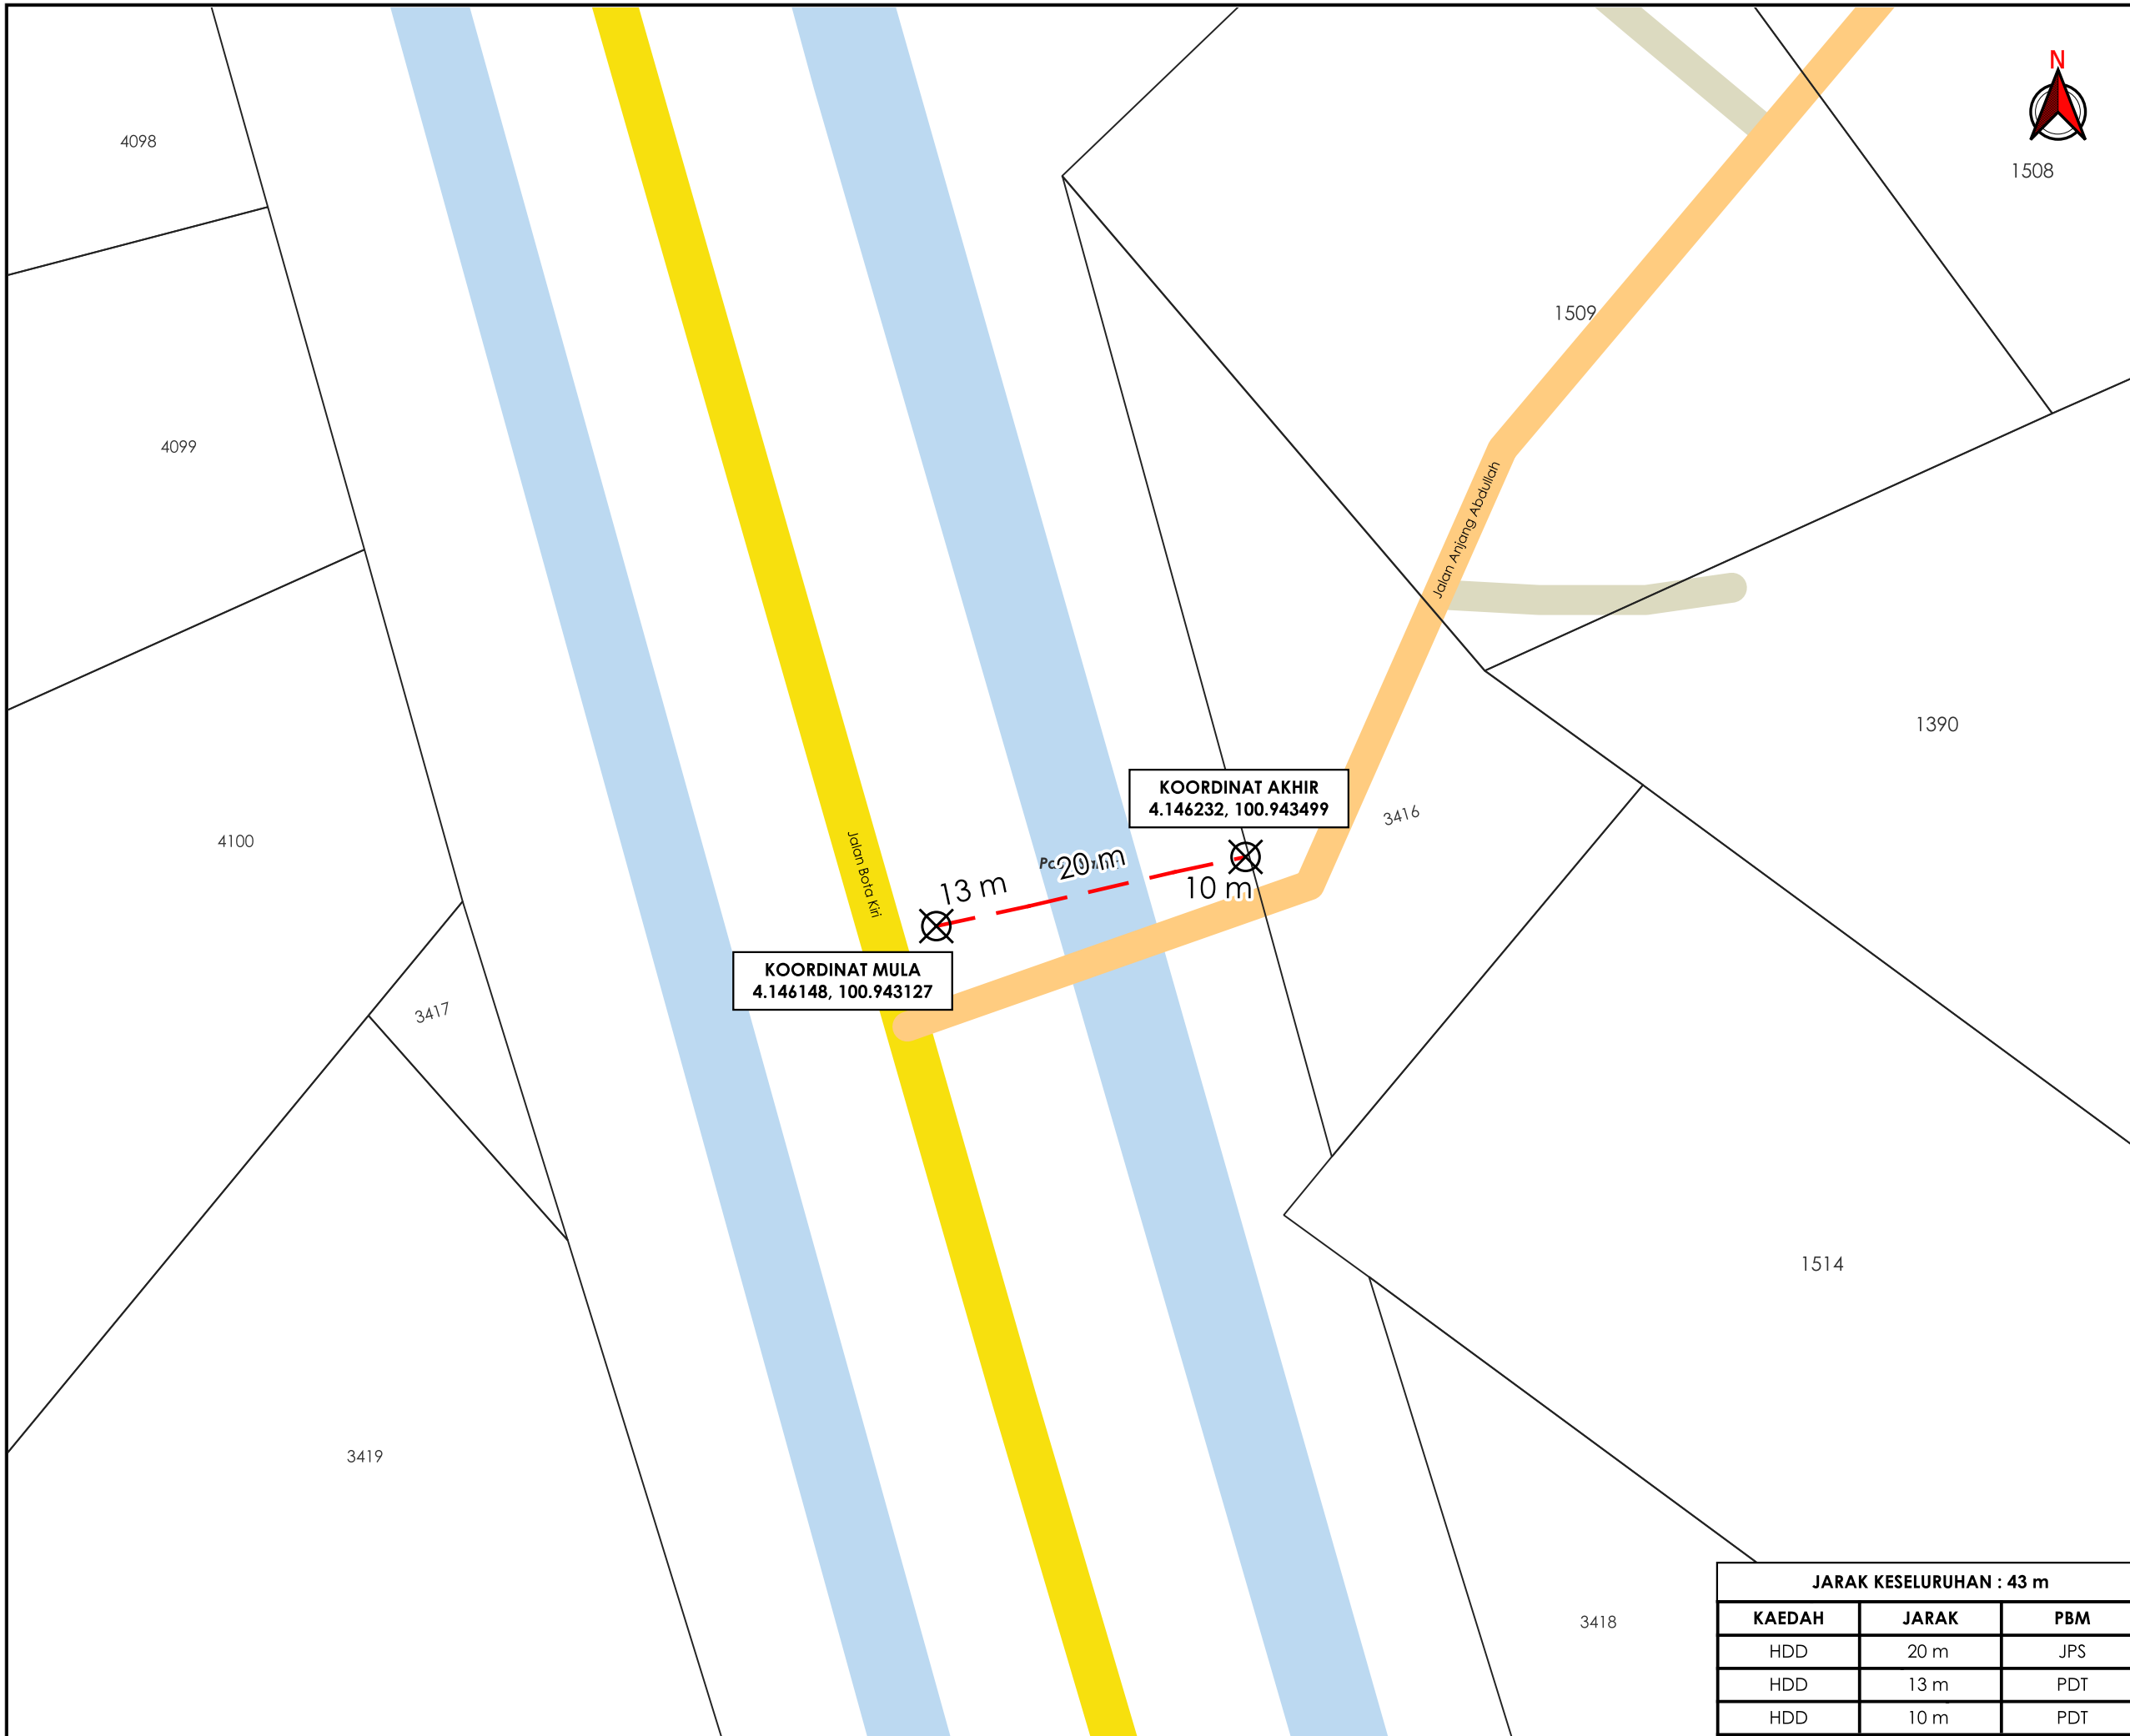 N
4098
1508
1509
4099
Jalan Anjang Abdullah
1390
KOORDINAT AKHIR
4.146232, 100.943499
3416
4100
Jalan Bota Kiri
20 m
13 m
10 m
KOORDINAT MULA
4.146148, 100.943127
3417
1514
3419
3418
JARAK KESELURUHAN : 43 m
KAEDAH JARAK PBM
HDD 20 m JPS
HDD 13 m PDT
HDD 10 m PDT